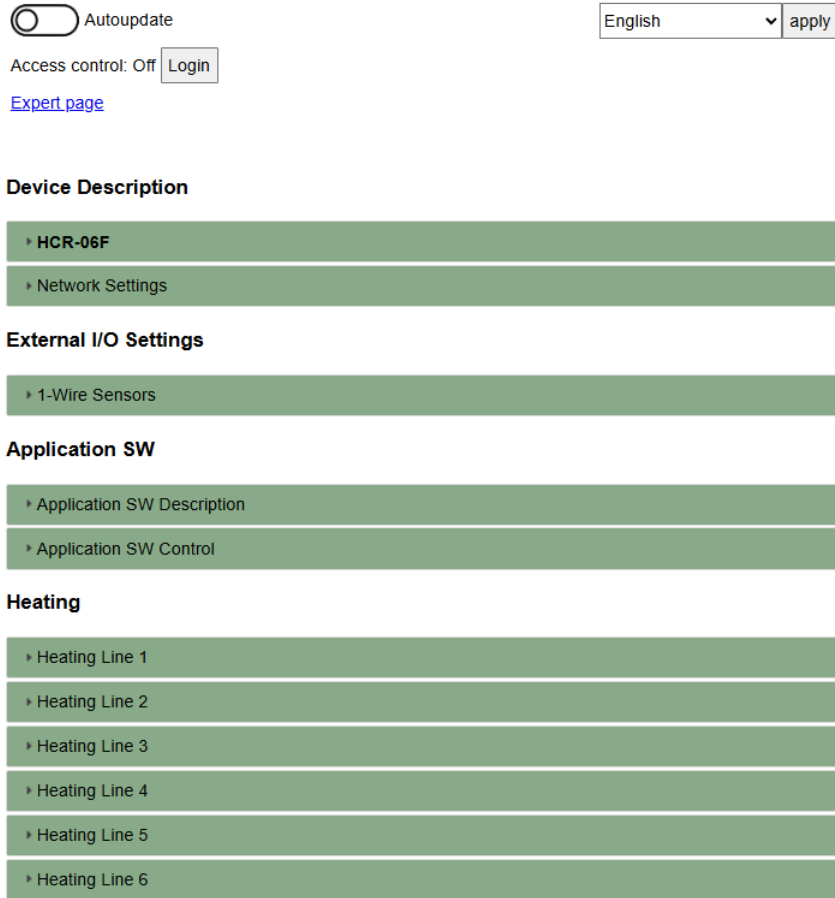 Autoupdate
English
apply
Access control: Off
Login
Expert page
Device Description
HCR-06F
Network Settings
External I/O Settings
1-Wire Sensors
Application SW
Application SW Description
Application SW Control
Heating
Heating Line 1
Heating Line 2
Heating Line 3
Heating Line 4
Heating Line 5
Heating Line 6